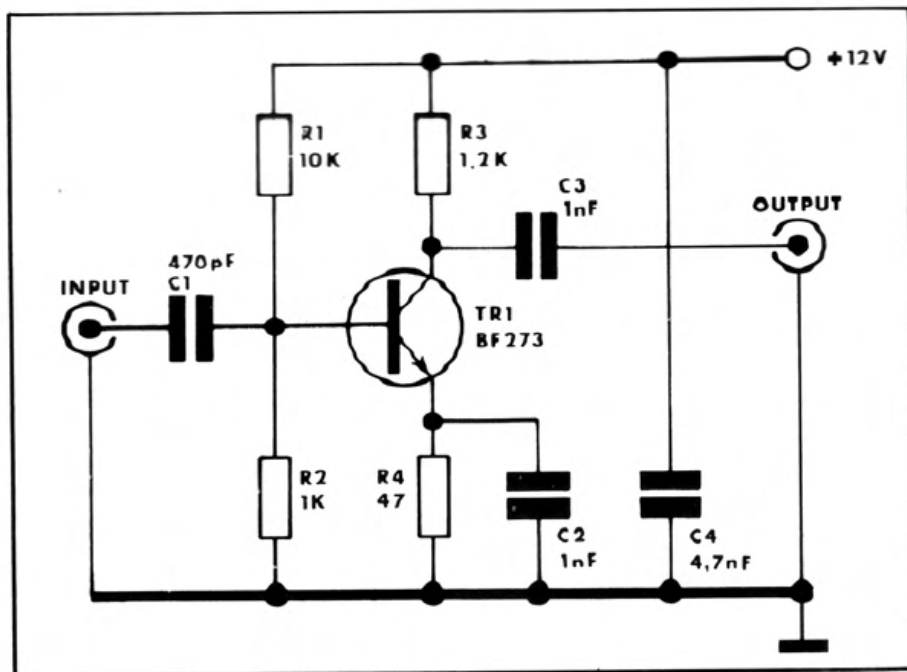 +12V
R1
10K
R3
1,2K
C3
1nF
OUTPUT
470pF
C1
INPUT
TR1
BF273
R2
1K
R4
47
C2
1nF
C4
4,7nF